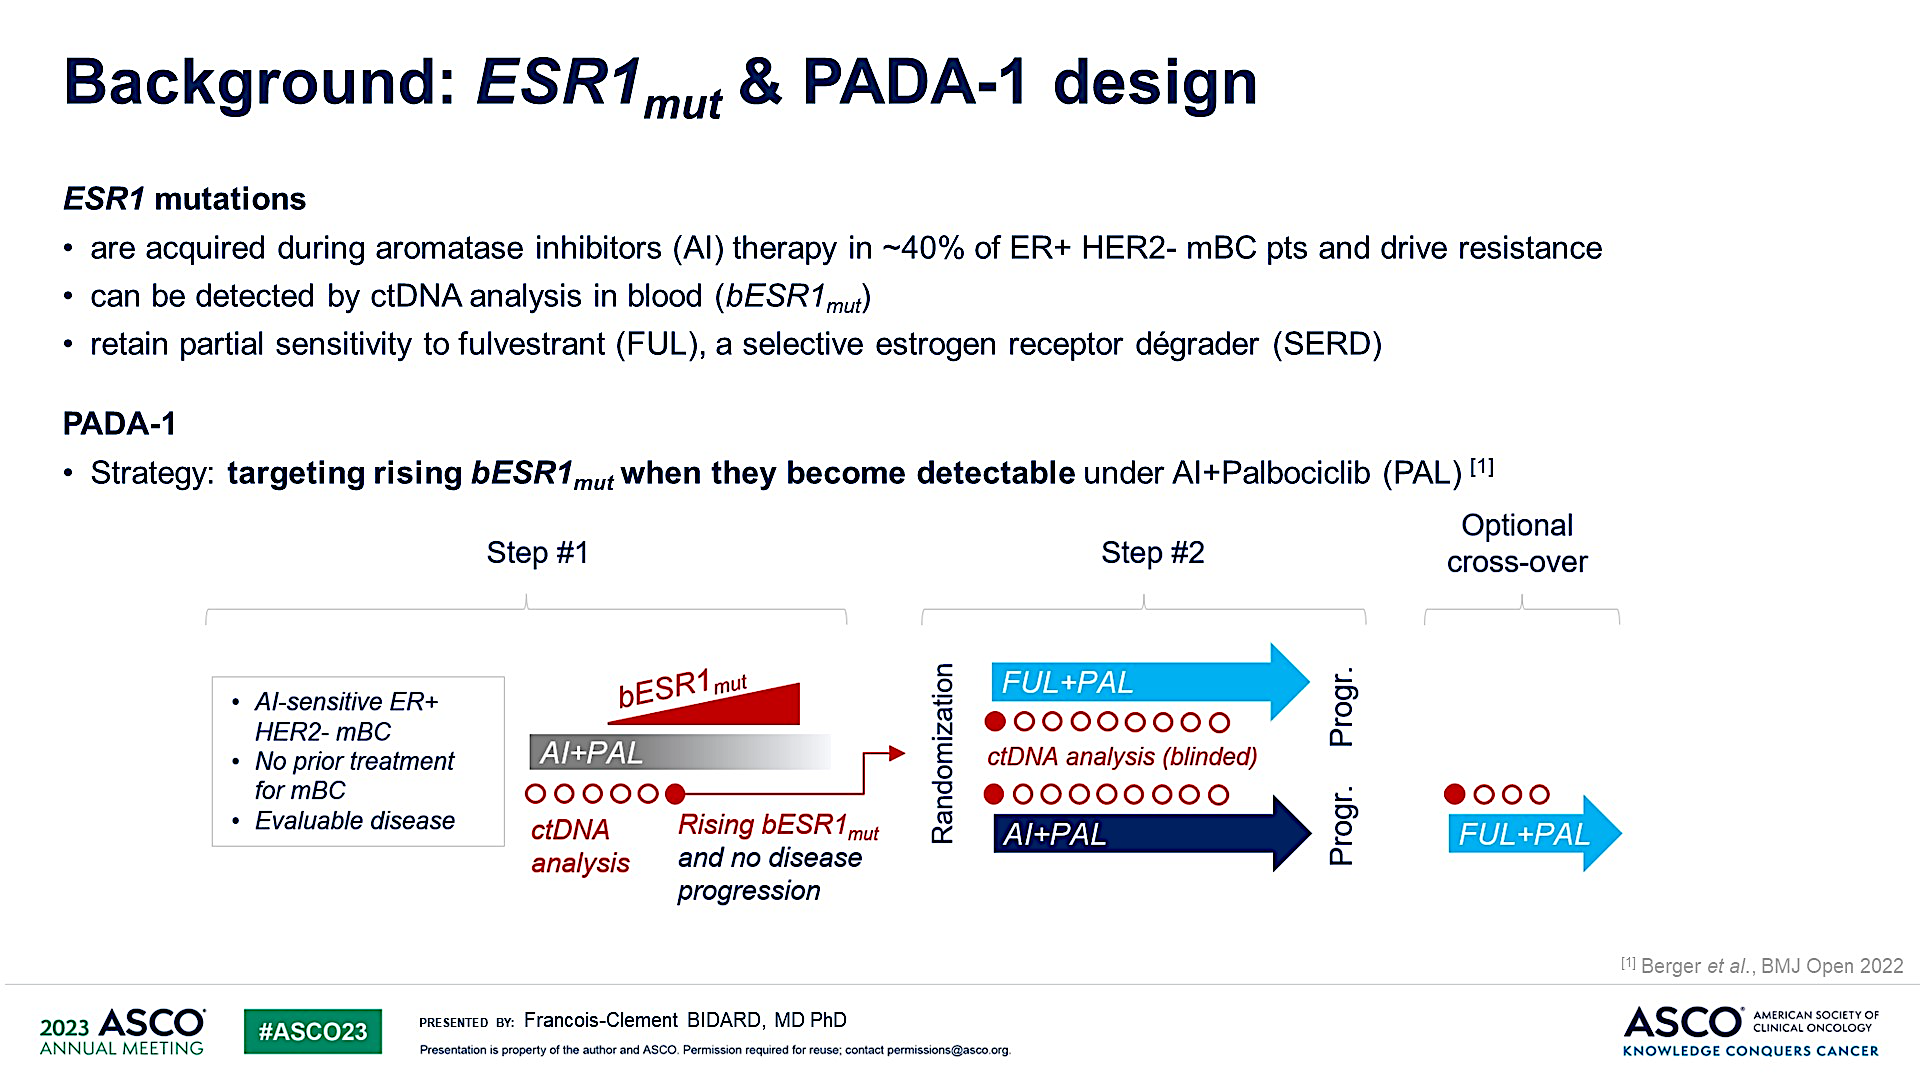 Background: ESR1mut & PADA-1 design
ESR1 mutations
• are acquired during aromatase inhibitors (AI) therapy in ~40% of ER+ HER2- mBC pts and drive resistance
• can be detected by ctDNA analysis in blood (bESR1mut)
• retain partial sensitivity to fulvestrant (FUL), a selective estrogen receptor dégrader (SERD)
PADA-1
• Strategy: targeting rising bESR1mut when they become detectable under AI+Palbociclib (PAL) [1]
Step #1
Step #2
Optional
cross-over
• AI-sensitive ER+
HER2- mBC
• No prior treatment
for mBC
• Evaluable disease
bESR1mut
AI+PAL
ctDNA
analysis
Rising bESR1mut
and no disease
progression
Randomization
FUL+PAL
ctDNA analysis (blinded)
AI+PAL
Progr.
Progr.
FUL+PAL
[1] Berger et al., BMJ Open 2022
2023 ASCO
ANNUAL MEETING
#ASCO23
PRESENTED BY: Francois-Clement BIDARD, MD PhD
Presentation is property of the author and ASCO. Permission required for reuse; contact permissions@asco.org.
ASCO AMERICAN SOCIETY OF
CLINICAL ONCOLOGY
KNOWLEDGE CONQUERS CANCER